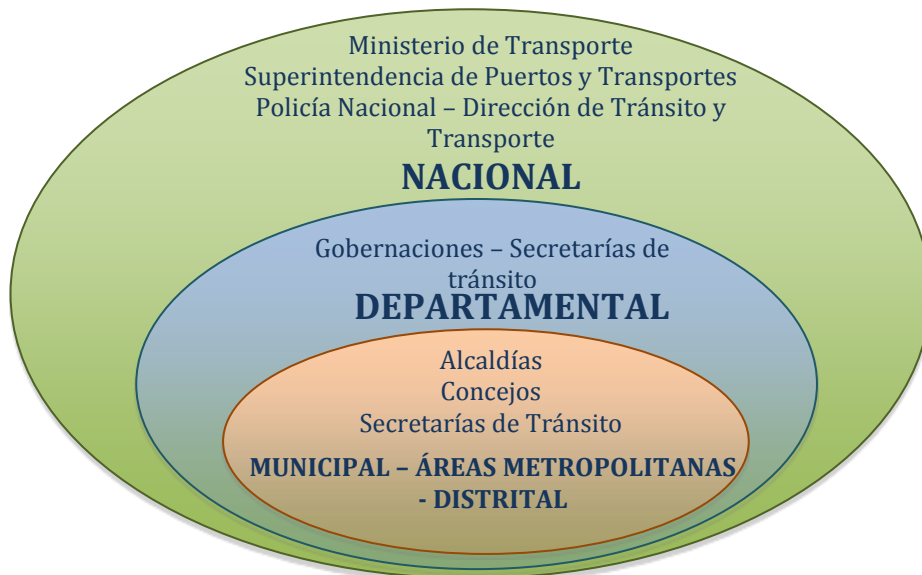 Ministerio de Transporte
Superintendencia de Puertos y Transportes
Policía Nacional – Dirección de Tránsito y
Transporte
NACIONAL
Gobernaciones – Secretarías de
tránsito
DEPARTAMENTAL
Alcaldías
Concejos
Secretarías de Tránsito
MUNICIPAL – ÁREAS METROPOLITANAS
- DISTRITAL